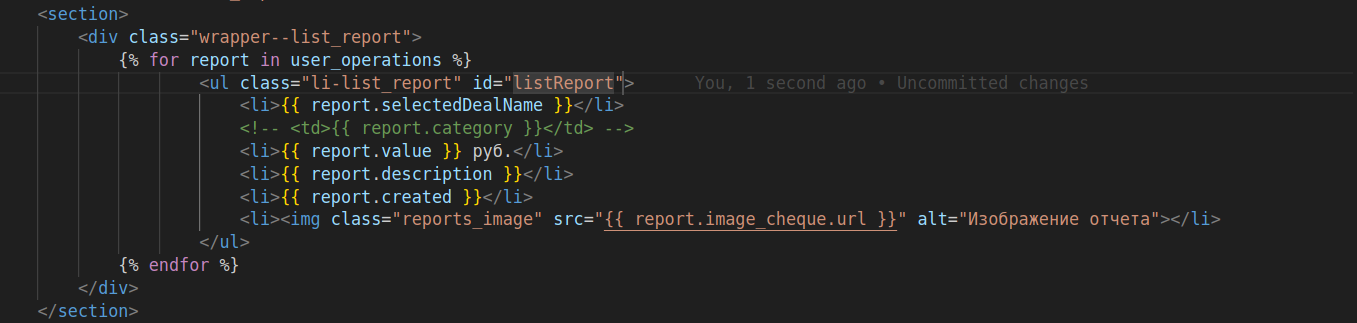 <section>
<div class="wrapper--list_report">
{% for report in user_operations %}
<ul class="li-list_report" id="listReport"> You, 1 second ago • Uncommitted changes
<li>{{ report.selectedDealName }}</li>
<!-- <td>{{ report.category }}</td> -->
<li>{{ report.value }} руб.</li>
<li>{{ report.description }}</li>
<li>{{ report.created }}</li>
<li><img class="reports_image" src="{{ report.image_cheque.url }}" alt="Изображение отчета"></li>
</ul>
{% endfor %}
</div>
</section>